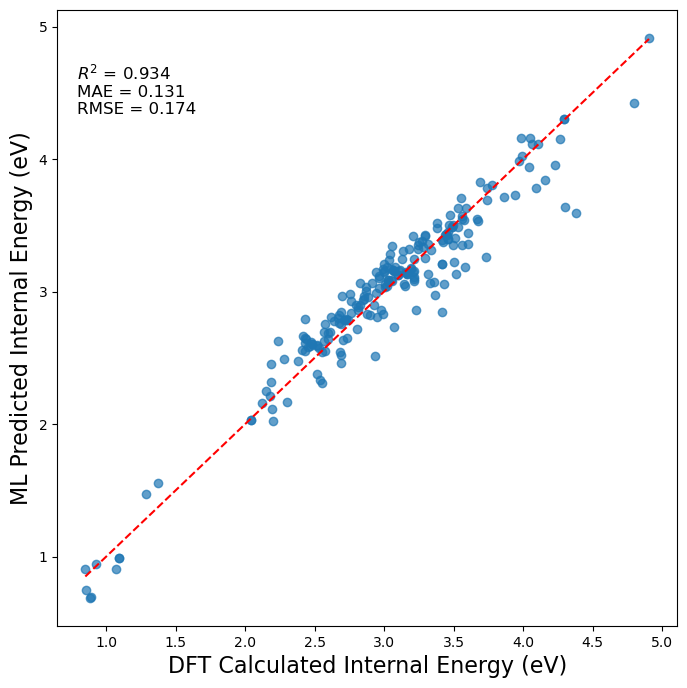 R² = 0.934
MAE = 0.131
RMSE = 0.174
ML Predicted Internal Energy (eV)
5
4
3
2
1
1.0 1.5 2.0 2.5 3.0 3.5 4.0 4.5 5.0
DFT Calculated Internal Energy (eV)